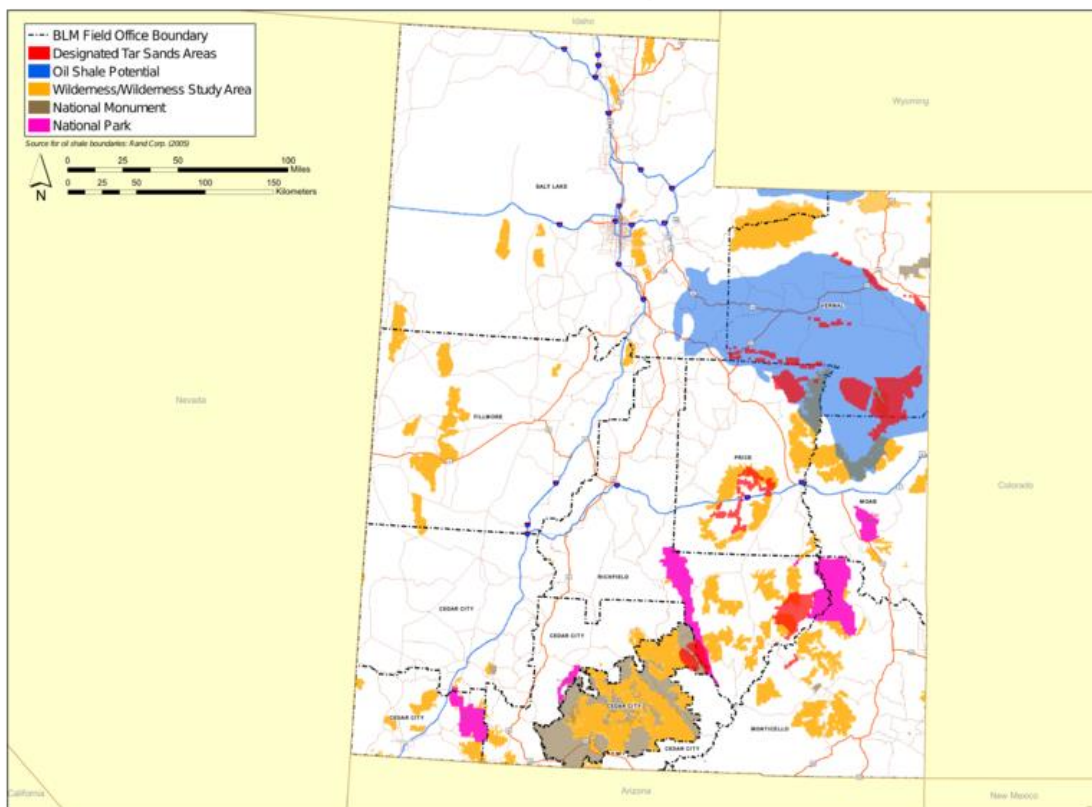 Idaho
BLM Field Office Boundary
Designated Tar Sands Areas
Oil Shale Potential
Wilderness/Wilderness Study Area
National Monument
National Park
Source for oil shale boundaries: Rand Corp. (2005)
Wyoming
0 25 50 100
Miles
0 25 50 100 150
Kilometers
N
SALT LAKE
VERNAL
Nevada
FILLMORE
PRICE
Colorado
MOAB
RICHFIELD
CEDAR CITY
CEDAR CITY
CEDAR CITY
CEDAR CITY
MONTICELLO
CEDAR CITY
California
Arizona
New Mexico